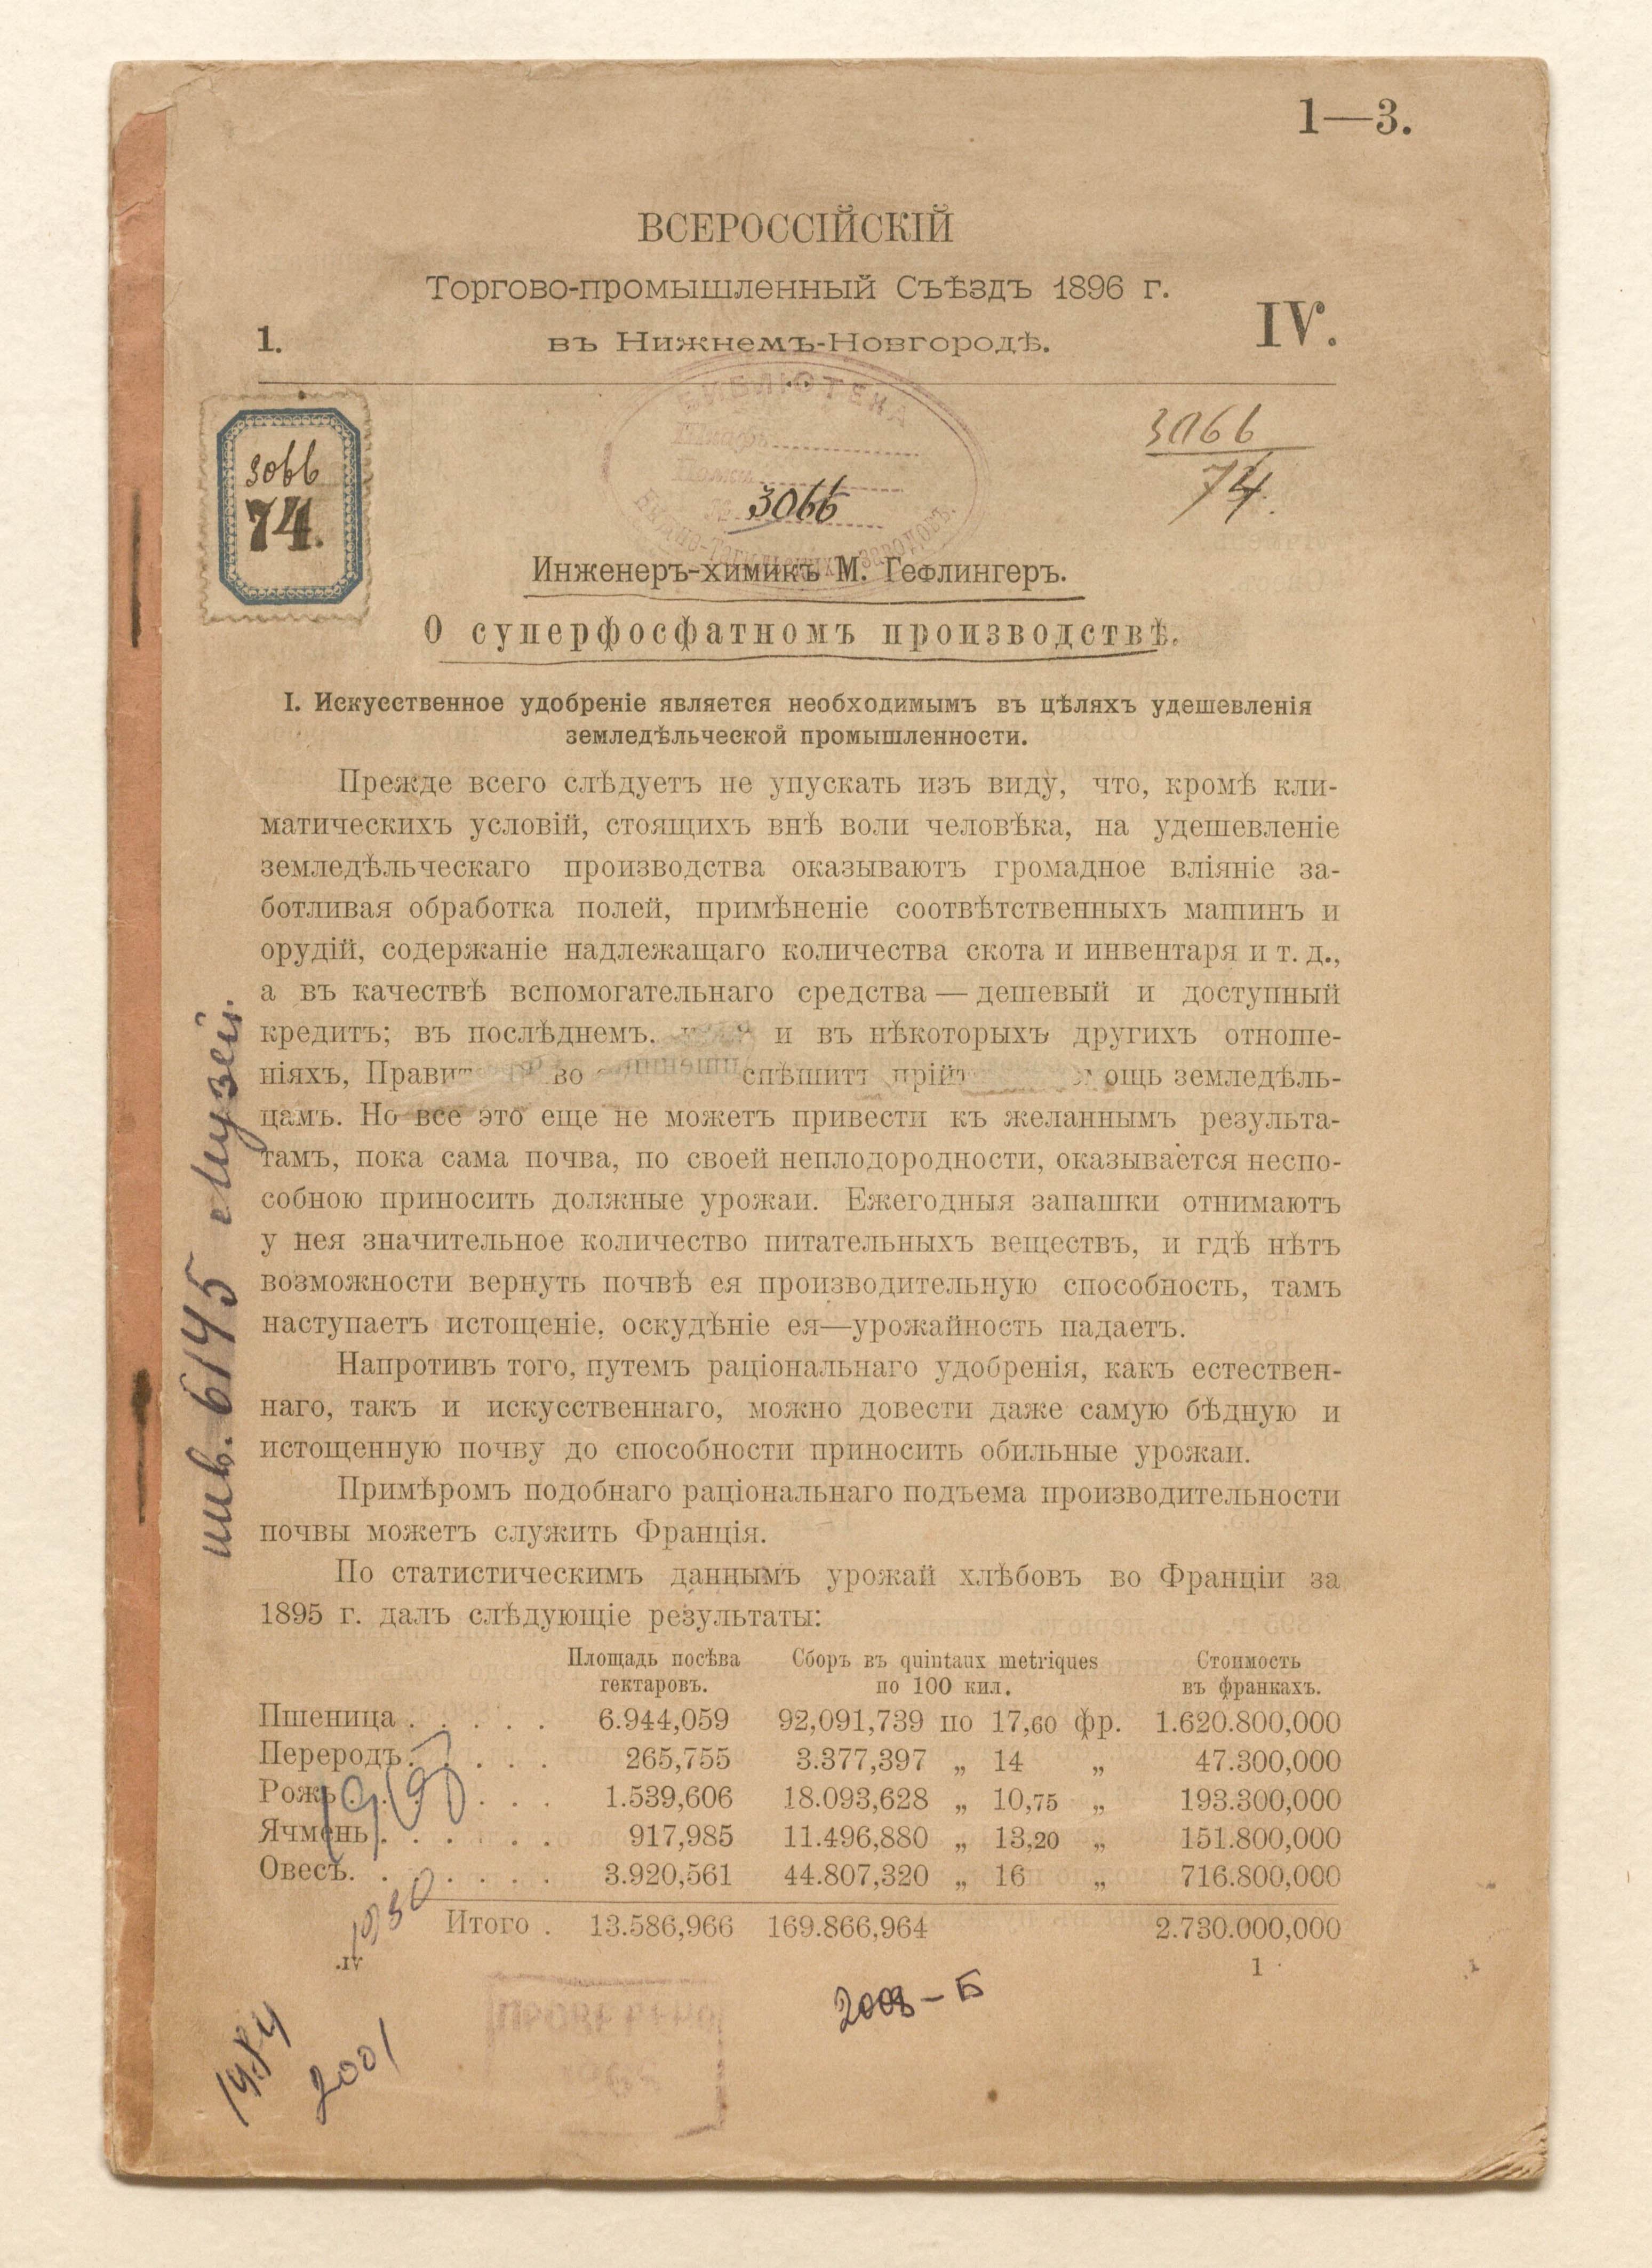 1—3.
ВСЕРОССІЙСКІЙ
Торгово-промышленный Съѣздъ 1896 г.
въ Нижнемъ-Новгородѣ.
1.
IV.
БИБЛІОТЕКА
3066
74.
3066
74.
3066
Инженеръ-химикъ М. Гефлингеръ.
О суперфосфатномъ производствѣ.
I. Искусственное удобреніе является необходимымъ въ цѣляхъ удешевленія
земледѣльческой промышленности.
Прежде всего слѣдуетъ не упускать изъ виду, что, кромѣ кли-
матическихъ условій, стоящихъ внѣ воли человѣка, на удешевленіе
земледѣльческаго производства оказываютъ громадное вліяніе за-
ботливая обработка полей, примѣненіе соотвѣтственныхъ машинъ и
орудій, содержаніе надлежащаго количества скота и инвентаря и т. д.,
а въ качествѣ вспомогательнаго средства — дешевый и доступный
кредитъ; въ послѣднемъ. и въ нѣкоторыхъ другихъ отноше-
ніяхъ, земледѣль-
цамъ. Но все это еще не можетъ привести къ желаннымъ результа-
тамъ, пока сама почва, по своей неплодородности, оказывается неспо-
собною приносить должные урожаи. Ежегодныя запашки отнимаютъ
у нея значительное количество питательныхъ веществъ, и гдѣ нѣтъ
возможности вернуть почвѣ ея производительную способность, тамъ
наступаетъ истощеніе, оскудѣніе ея—урожайность падаетъ.
Напротивъ того, путемъ раціональнаго удобренія, какъ естествен-
наго, такъ и искусственнаго, можно довести даже самую бѣдную и
истощенную почву до способности приносить обильные урожаи.
Примѣромъ подобнаго раціональнаго подъема производительности
почвы можетъ служить Франція.
По статистическимъ даннымъ урожай хлѣбовъ во Франціи за
1895 г. далъ слѣдующіе результаты:
Площадь посѣва Сборъ въ quintaux metriques Стоимость
гектаровъ. по 100 кил. въ франкахъ.
Пшеница . . . . . 6.944,059 92,091,739 по 17,60 фр. 1.620.800,000
Переродъ. . . . . 265,755 3.377,397 „ 14 „ 47.300,000
Рожь . . . . . . 1.539,606 18.093,628 „ 10,75 „ 193.300,000
Ячмень . . . . . . 917,985 11.496,880 „ 13,20 „ 151.800,000
Овесъ. . . . . . . 3.920,561 44.807,320 „ 16 „ 716.800,000
Итого . 13.586,966 169.866,964 2.730.000,000
.IV 1
инв. 6145 Музей.
1950
1984
2001
2008-Б